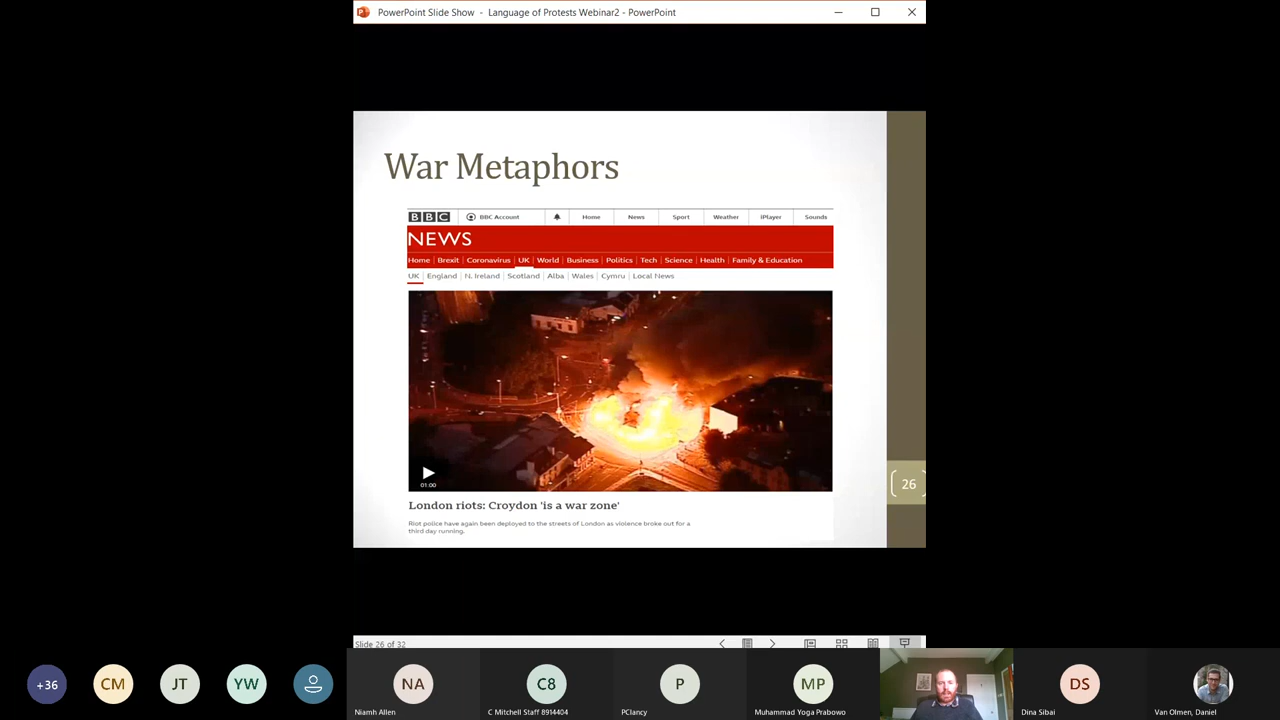 PowerPoint Slide Show - Language of Protests Webinar2 - PowerPoint
War Metaphors
BBC BBC Account Home News Sport Weather iPlayer Sounds
NEWS
Home Brexit Coronavirus UK World Business Politics Tech Science Health Family & Education
UK England N. Ireland Scotland Alba Wales Cymru Local News
01:00
26
London riots: Croydon 'is a war zone'
Riot police have again been deployed to the streets of London as violence broke out for a
third day running.
Slide 26 of 32
+36 CM JT YW NA C8 P MP DS
Niamh Allen C Mitchell Staff 8914404 PClancy Muhammad Yoga Prabowo Dina Sibai Van Olmen, Daniel